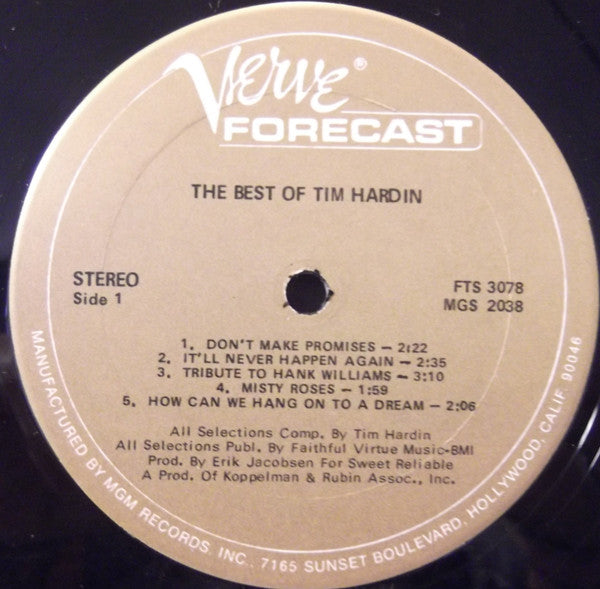 Verve®
FORECAST
THE BEST OF TIM HARDIN
STEREO
Side 1
FTS 3078
MGS 2038
1. DON'T MAKE PROMISES – 2:22
2. IT'LL NEVER HAPPEN AGAIN – 2:35
3. TRIBUTE TO HANK WILLIAMS – 3:10
4. MISTY ROSES – 1:59
5. HOW CAN WE HANG ON TO A DREAM – 2:06
All Selections Comp. By Tim Hardin
All Selections Publ. By Faithful Virtue Music-BMI
Prod. By Erik Jacobsen For Sweet Reliable
A Prod. Of Koppelman & Rubin Assoc., Inc.
MANUFACTURED BY MGM RECORDS, INC., 7165 SUNSET BOULEVARD, HOLLYWOOD, CALIF. 90046